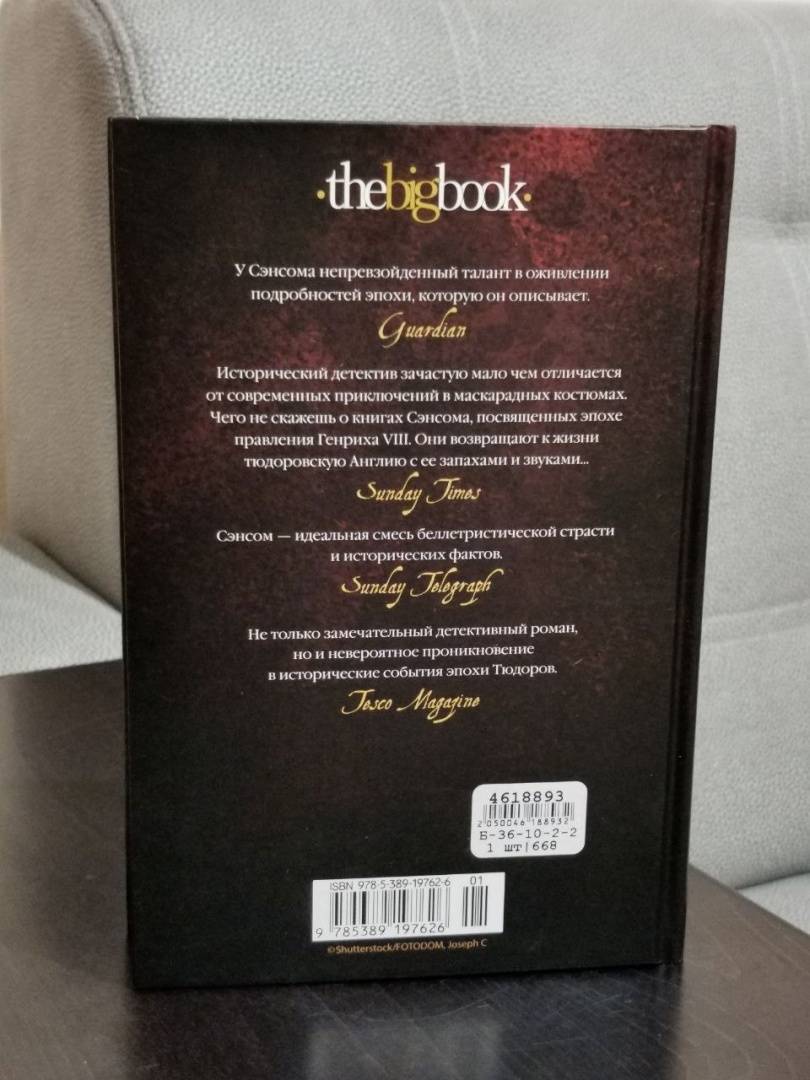 ·thebigbook·
У Сэнсома непревзойденный талант в оживлении
подробностей эпохи, которую он описывает.
Guardian
Исторический детектив зачастую мало чем отличается
от современных приключений в маскарадных костюмах.
Чего не скажешь о книгах Сэнсома, посвященных эпохе
правления Генриха VIII. Они возвращают к жизни
тюдоровскую Англию с ее запахами и звуками...
Sunday Times
Сэнсом — идеальная смесь беллетристической страсти
и исторических фактов.
Sunday Telegraph
Не только замечательный детективный роман,
но и невероятное проникновение
в исторические события эпохи Тюдоров.
Tesco Magazine
4618893
2 050046 188932
Б-36-10-2-2
1 шт|668
ISBN 978-5-389-19762-6 01
9 785389 197626
©Shutterstock/FOTODOM, Joseph C